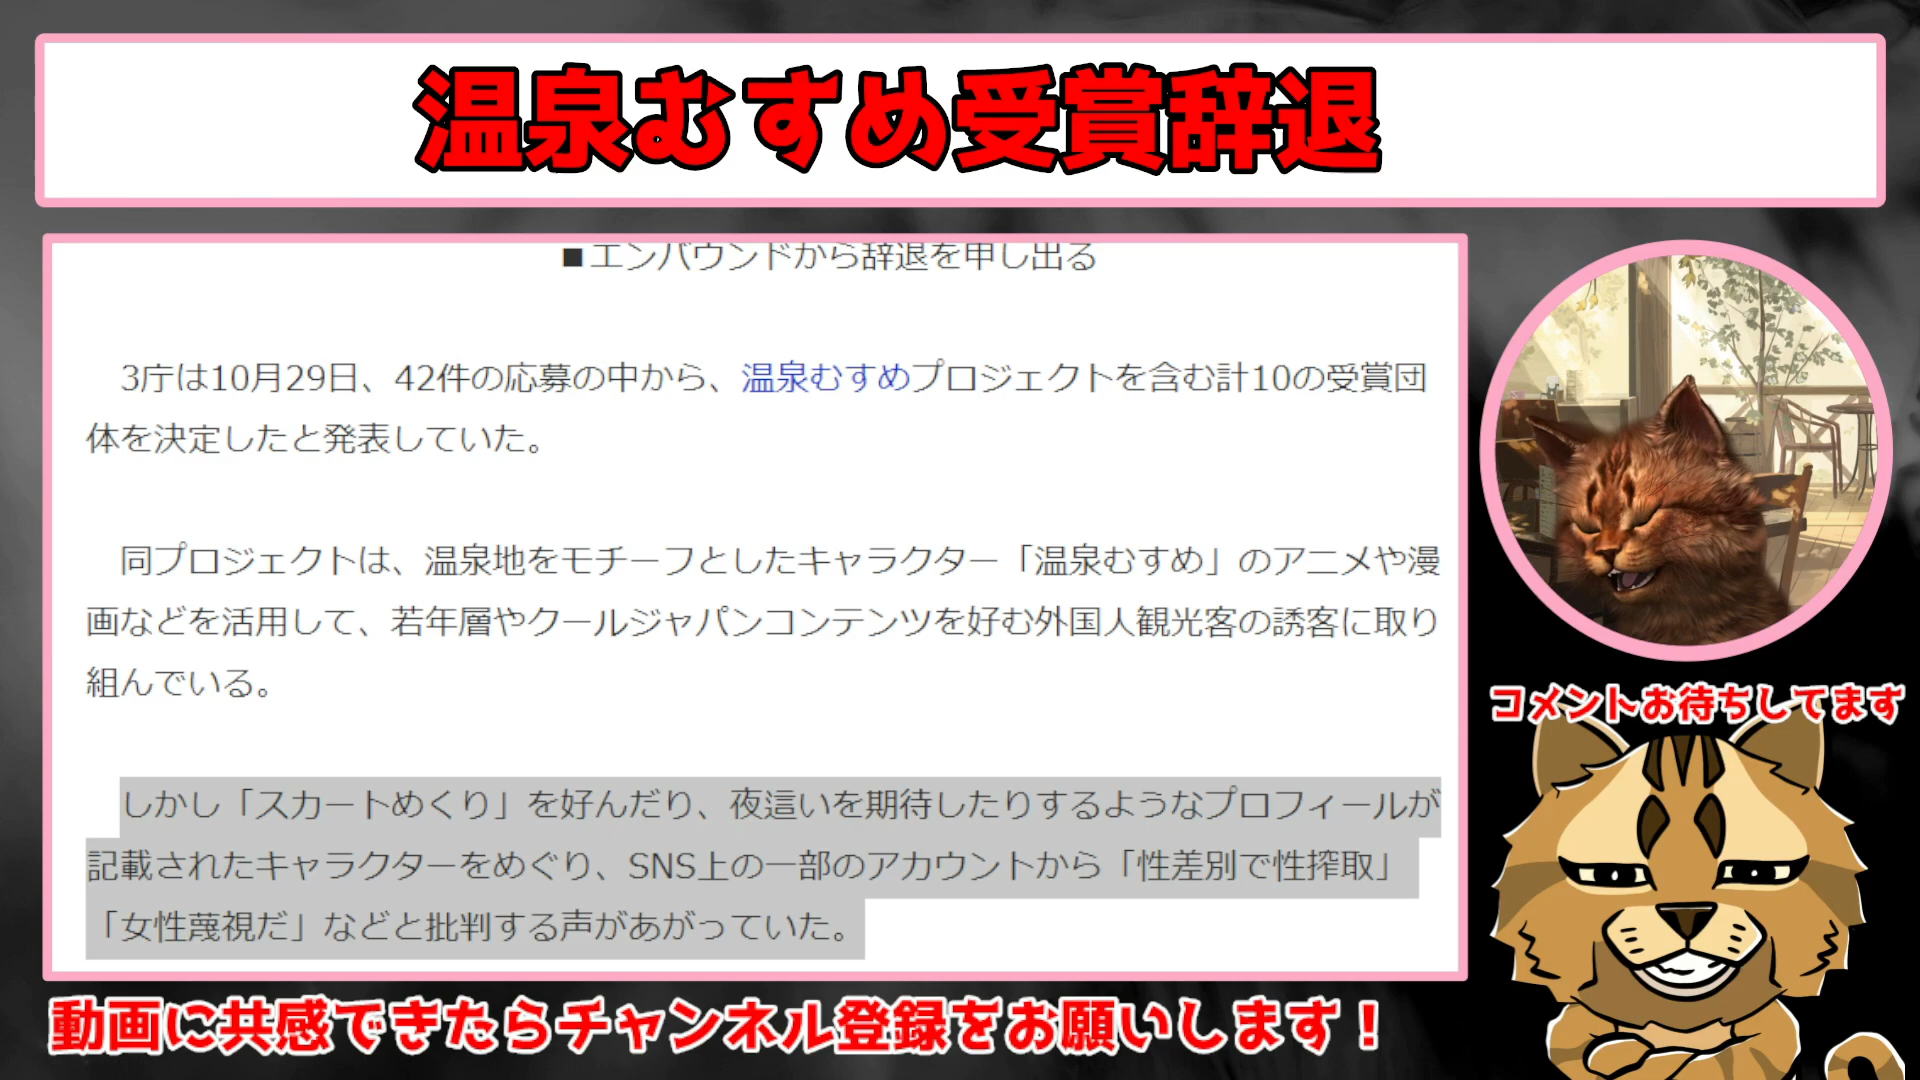 温泉むすめ受賞辞退
■エンバウンドから辞退を申し出る
3庁は10月29日、42件の応募の中から、温泉むすめプロジェクトを含む計10の受賞団
体を決定したと発表していた。
同プロジェクトは、温泉地をモチーフとしたキャラクター「温泉むすめ」のアニメや漫
画などを活用して、若年層やクールジャパンコンテンツを好む外国人観光客の誘客に取り
組んでいる。
しかし「スカートめくり」を好んだり、夜這いを期待したりするようなプロフィールが
記載されたキャラクターをめぐり、SNS上の一部のアカウントから「性差別で性搾取」
「女性蔑視だ」などと批判する声があがっていた。
コメントお待ちしてます
動画に共感できたらチャンネル登録をお願いします！